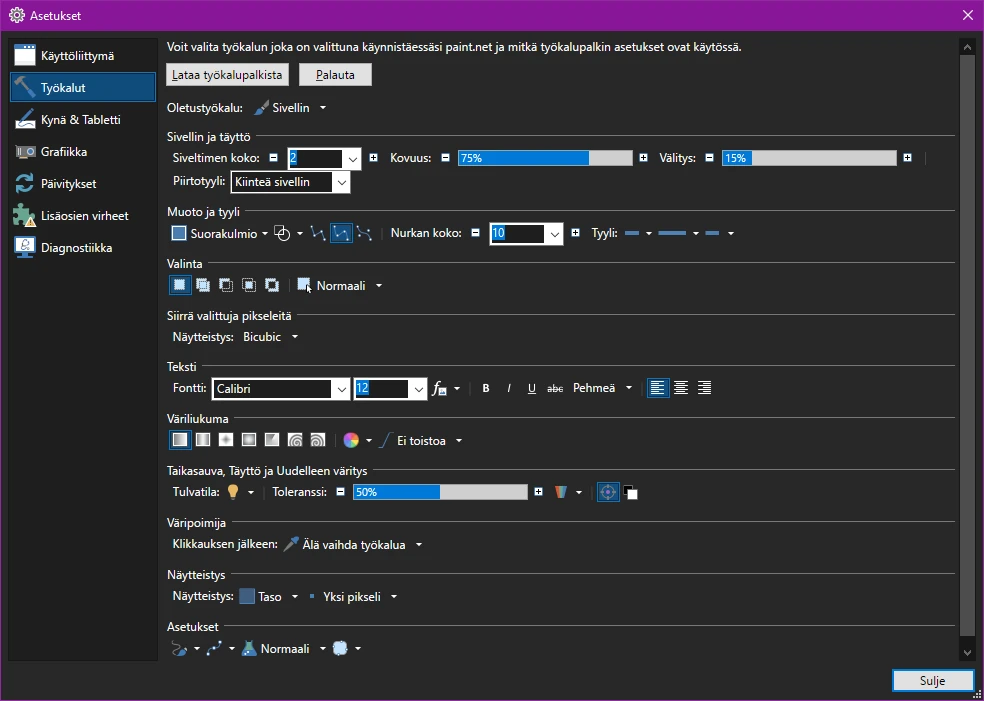 Asetukset
Käyttöliittymä
Työkalut
Kynä & Tabletti
Grafiikka
Päivitykset
Lisäosien virheet
Diagnostiikka
Voit valita työkalun joka on valittuna käynnistäessäsi paint.net ja mitkä työkalupalkin asetukset ovat käytössä.
Lataa työkalupalkista Palauta
Oletustyökalu: Sivellin
Sivellin ja täyttö
Siveltimen koko: 2 Kovuus: 75% Välitys: 15%
Piirtotyyli: Kiinteä sivellin
Muoto ja tyyli
Suorakulmio Nurkan koko: 10 Tyyli:
Valinta
Normaali
Siirrä valittuja pikseleitä
Näytteistys: Bicubic
Teksti
Fontti: Calibri 12 fx B I U abc Pehmeä
Väriliukuma
Ei toistoa
Taikasauva, Täyttö ja Uudelleen väritys
Tulvatila: Toleranssi: 50%
Väripoimija
Klikkauksen jälkeen: Älä vaihda työkalua
Näytteistys
Näytteistys: Taso Yksi pikseli
Asetukset
Normaali
Sulje